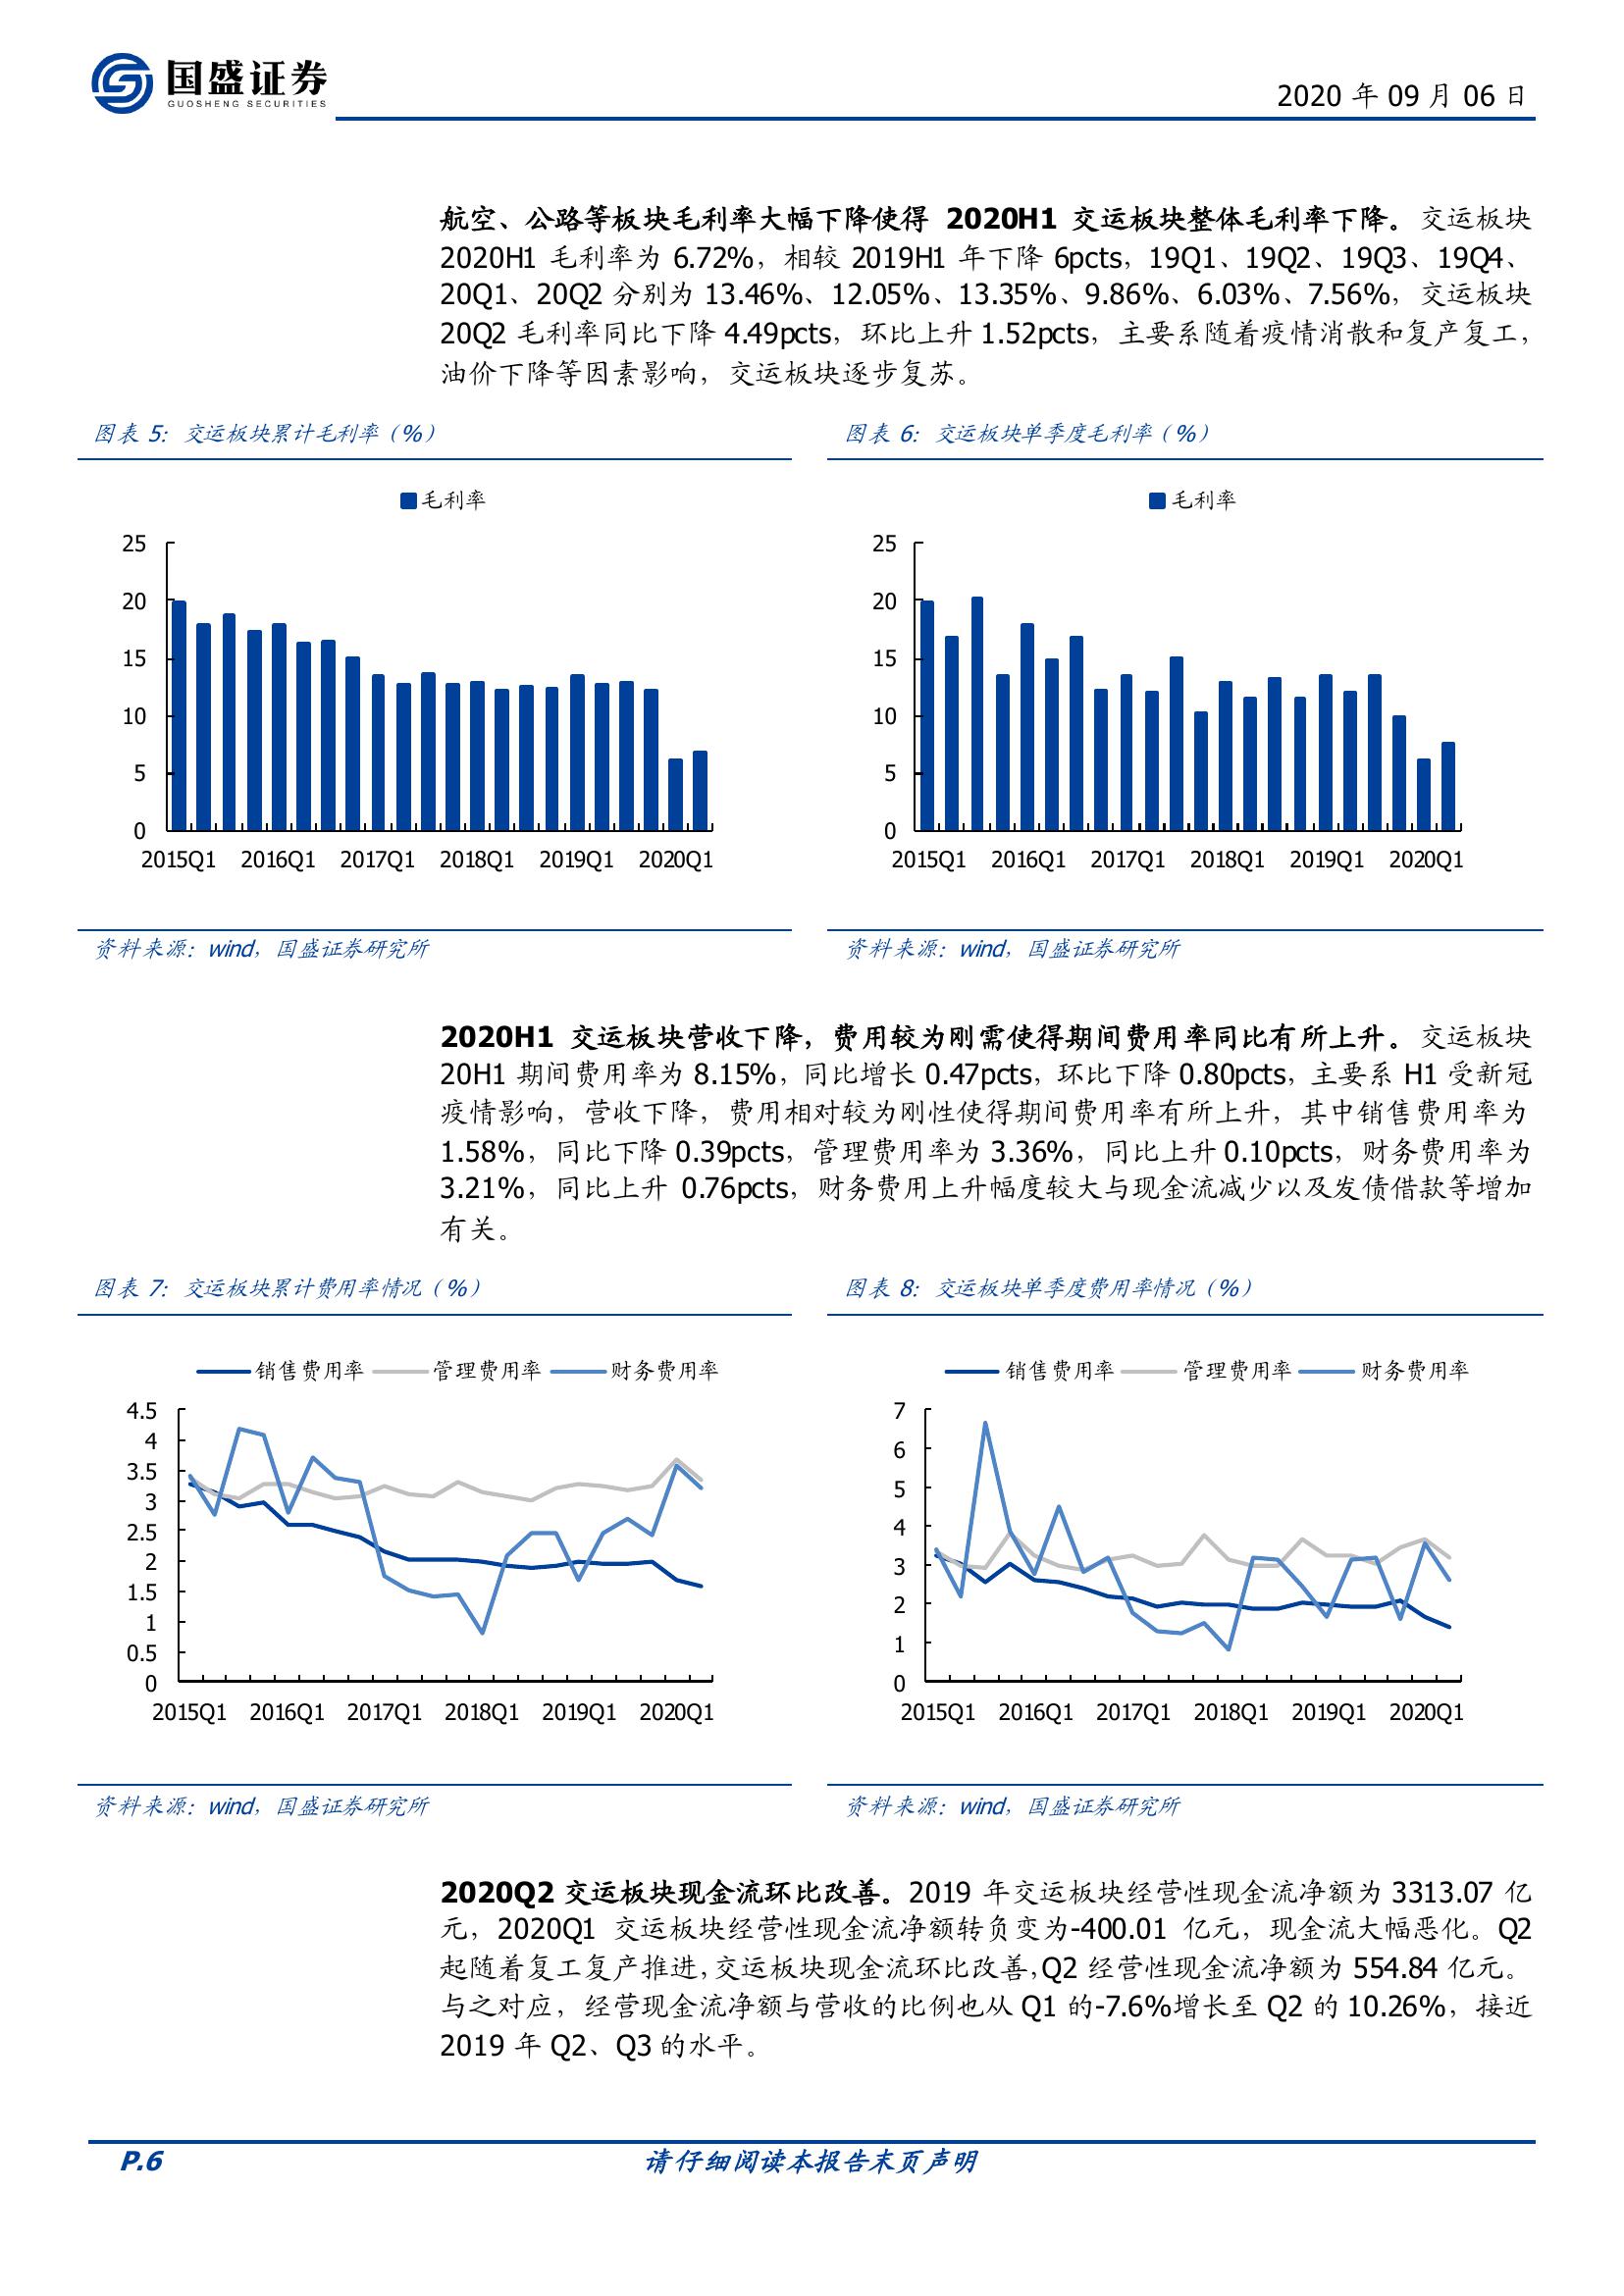 国盛证券
GUOSHENG SECURITIES
2020 年 09 月 06 日
航空、公路等板块毛利率大幅下降使得 2020H1 交运板块整体毛利率下降。交运板块
2020H1 毛利率为 6.72%，相较 2019H1 年下降 6pcts，19Q1、19Q2、19Q3、19Q4、
20Q1、20Q2 分别为 13.46%、12.05%、13.35%、9.86%、6.03%、7.56%，交运板块
20Q2 毛利率同比下降 4.49pcts，环比上升 1.52pcts，主要系随着疫情消散和复产复工，
油价下降等因素影响，交运板块逐步复苏。
图表 5：交运板块累计毛利率（%）
毛利率
25
20
15
10
5
0
2015Q1 2016Q1 2017Q1 2018Q1 2019Q1 2020Q1
资料来源：wind，国盛证券研究所
图表 6：交运板块单季度毛利率（%）
毛利率
25
20
15
10
5
0
2015Q1 2016Q1 2017Q1 2018Q1 2019Q1 2020Q1
资料来源：wind，国盛证券研究所
2020H1 交运板块营收下降，费用较为刚需使得期间费用率同比有所上升。交运板块
20H1 期间费用率为 8.15%，同比增长 0.47pcts，环比下降 0.80pcts，主要系 H1 受新冠
疫情影响，营收下降，费用相对较为刚性使得期间费用率有所上升，其中销售费用率为
1.58%，同比下降 0.39pcts，管理费用率为 3.36%，同比上升 0.10pcts，财务费用率为
3.21%，同比上升 0.76pcts，财务费用上升幅度较大与现金流减少以及发债借款等增加
有关。
图表 7：交运板块累计费用率情况（%）
销售费用率 管理费用率 财务费用率
4.5
4
3.5
3
2.5
2
1.5
1
0.5
0
2015Q1 2016Q1 2017Q1 2018Q1 2019Q1 2020Q1
资料来源：wind，国盛证券研究所
图表 8：交运板块单季度费用率情况（%）
销售费用率 管理费用率 财务费用率
7
6
5
4
3
2
1
0
2015Q1 2016Q1 2017Q1 2018Q1 2019Q1 2020Q1
资料来源：wind，国盛证券研究所
2020Q2 交运板块现金流环比改善。2019 年交运板块经营性现金流净额为 3313.07 亿
元，2020Q1 交运板块经营性现金流净额转负变为-400.01 亿元，现金流大幅恶化。Q2
起随着复工复产推进，交运板块现金流环比改善，Q2 经营性现金流净额为 554.84 亿元。
与之对应，经营现金流净额与营收的比例也从 Q1 的-7.6%增长至 Q2 的 10.26%，接近
2019 年 Q2、Q3 的水平。
P.6
请仔细阅读本报告末页声明